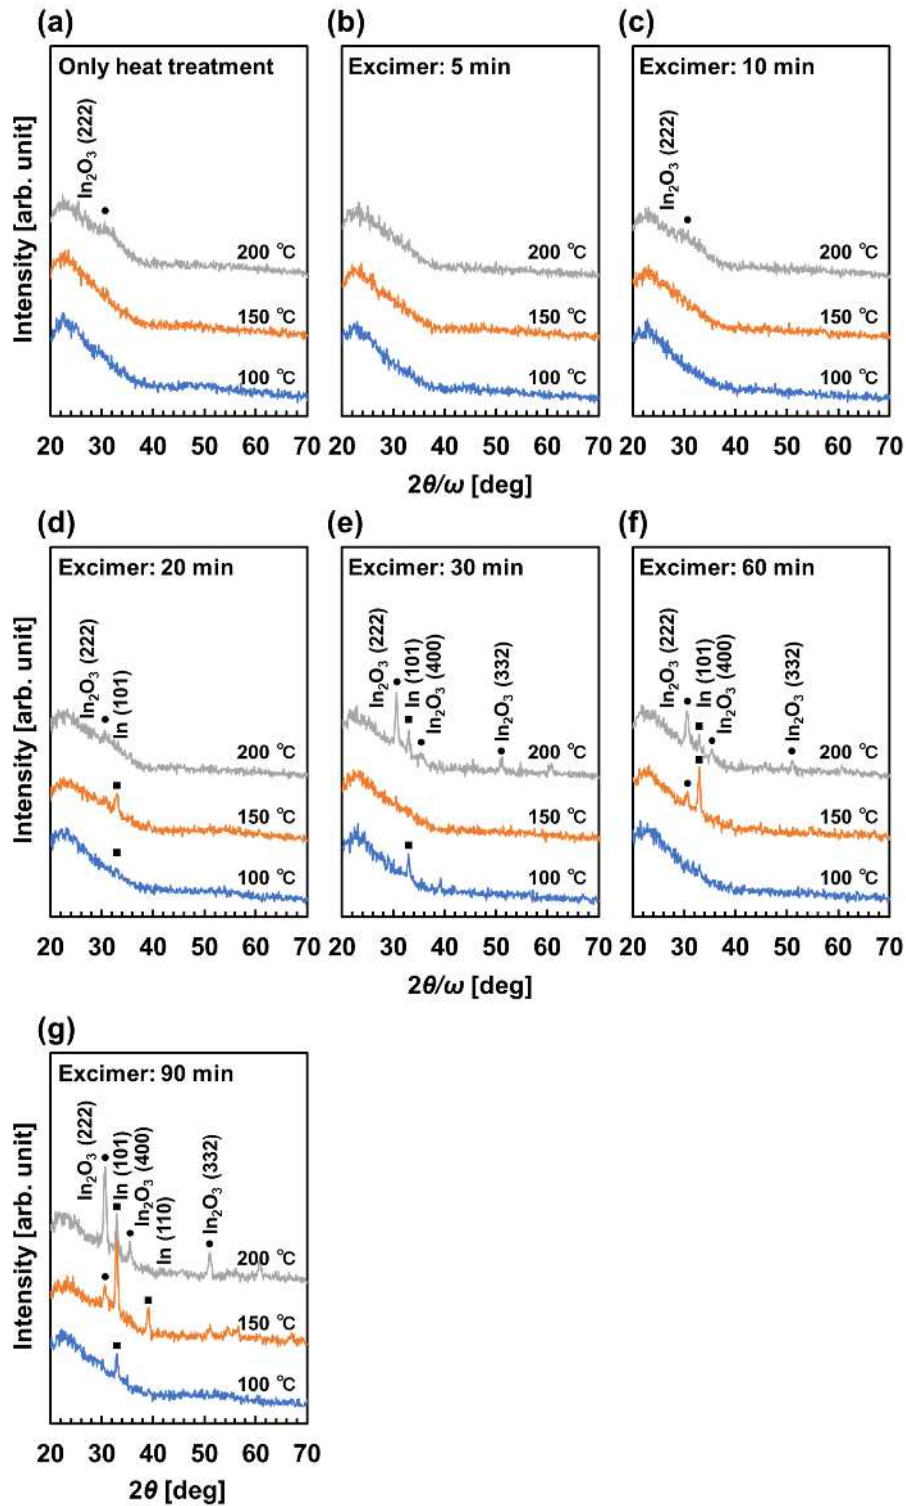 (a)
Only heat treatment
In₂O₃ (222)
200 ℃
150 ℃
100 ℃
20 30 40 50 60 70
Intensity [arb. unit]
(b)
Excimer: 5 min
200 ℃
150 ℃
100 ℃
20 30 40 50 60 70
2θ/ω [deg]
(c)
Excimer: 10 min
In₂O₃ (222)
200 ℃
150 ℃
100 ℃
20 30 40 50 60 70
(d)
Excimer: 20 min
In₂O₃ (222)
In (101)
200 ℃
150 ℃
100 ℃
20 30 40 50 60 70
Intensity [arb. unit]
(e)
Excimer: 30 min
In₂O₃ (222)
In (101)
In₂O₃ (400)
In₂O₃ (332)
200 ℃
150 ℃
100 ℃
20 30 40 50 60 70
2θ/ω [deg]
(f)
Excimer: 60 min
In₂O₃ (222)
In (101)
In₂O₃ (400)
In₂O₃ (332)
200 ℃
150 ℃
100 ℃
20 30 40 50 60 70
(g)
Excimer: 90 min
In₂O₃ (222)
In (101)
In₂O₃ (400)
In (110)
In₂O₃ (332)
200 ℃
150 ℃
100 ℃
20 30 40 50 60 70
Intensity [arb. unit]
2θ [deg]